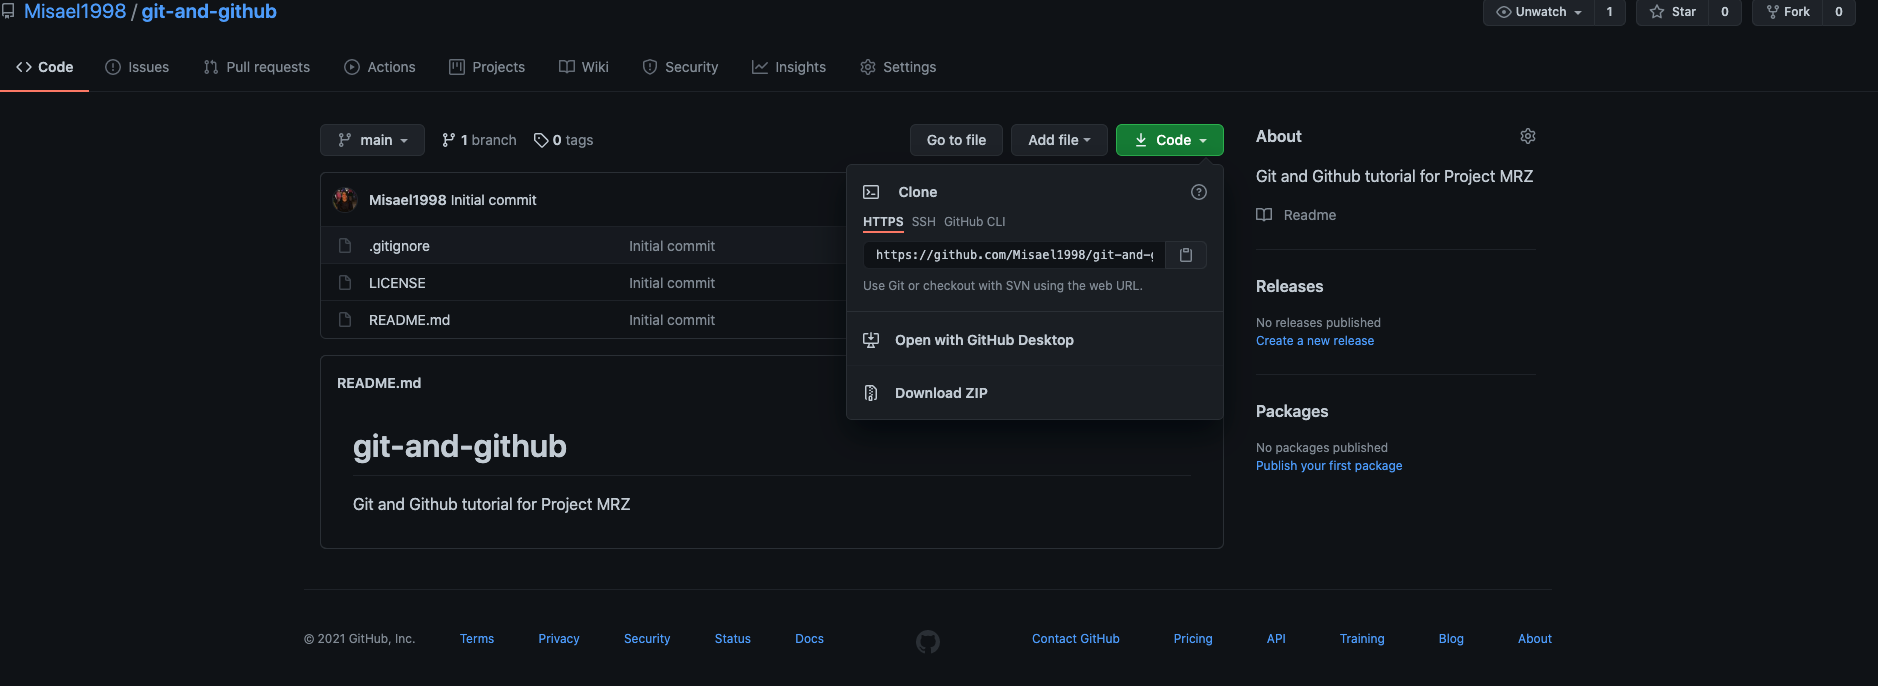 Misael1998 / git-and-github
Unwatch 1 Star 0 Fork 0
Code Issues Pull requests Actions Projects Wiki Security Insights Settings
main 1 branch 0 tags Go to file Add file Code
Misael1998 Initial commit
.gitignore Initial commit
LICENSE Initial commit
README.md Initial commit
Clone
HTTPS SSH GitHub CLI
https://github.com/Misael1998/git-and-g
Use Git or checkout with SVN using the web URL.
Open with GitHub Desktop
Download ZIP
README.md
git-and-github
Git and Github tutorial for Project MRZ
About
Git and Github tutorial for Project MRZ
Readme
Releases
No releases published
Create a new release
Packages
No packages published
Publish your first package
© 2021 GitHub, Inc. Terms Privacy Security Status Docs Contact GitHub Pricing API Training Blog About